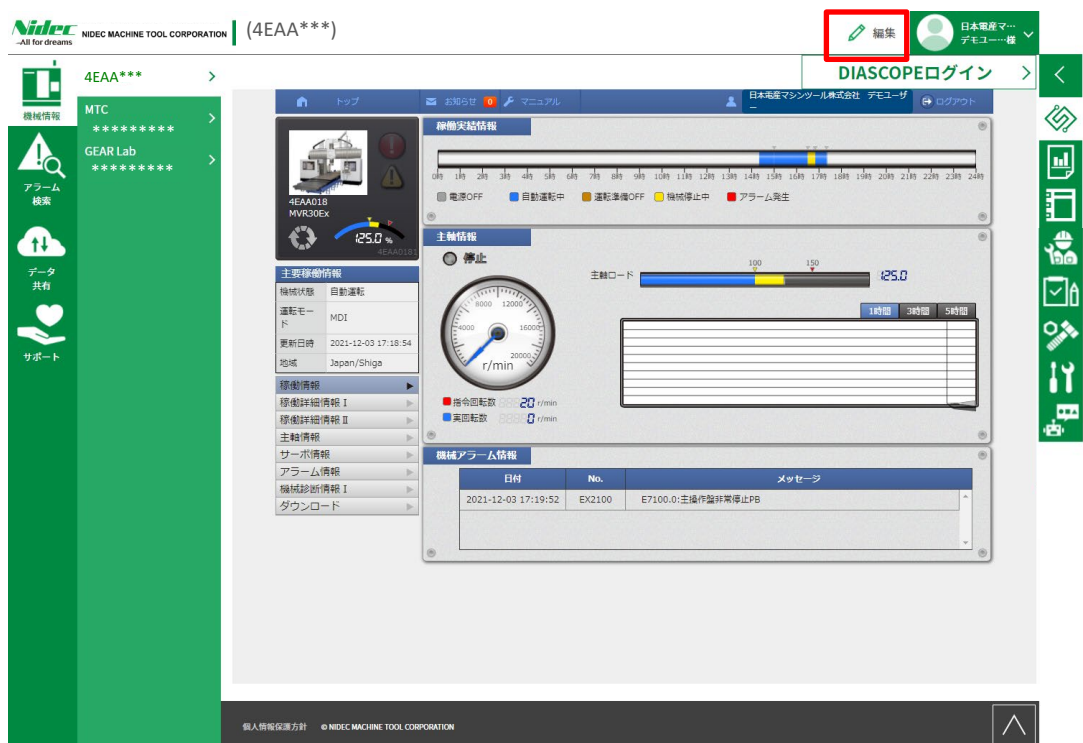 Nidec
-All for dreams
NIDEC MACHINE TOOL CORPORATION
(4EAA***)
編集
日本電産マ…
デモユー…様
機械情報
アラーム
検索
データ
共有
サポート
4EAA***
MTC
*********
GEAR Lab
*********
DIASCOPEログイン
トップ
お知らせ 0
マニュアル
日本電産マシンツール株式会社 デモユーザ
ー
ログアウト
4EAA018
MVR30Ex
125.0 %
4EAA0181
主要稼働情報
機械状態 自動運転
運転モー
ド
MDI
更新日時 2021-12-03 17:18:54
地域 Japan/Shiga
稼働情報
稼働詳細情報 I
稼働詳細情報 II
主軸情報
サーボ情報
アラーム情報
機械診断情報 I
ダウンロード
稼働実績情報
0時 1時 2時 3時 4時 5時 6時 7時 8時 9時 10時 11時 12時 13時 14時 15時 16時 17時 18時 19時 20時 21時 22時 23時 24時
電源OFF 自動運転中 運転準備OFF 機械停止中 アラーム発生
主軸情報
停止
4000 8000 12000 16000 20000
r/min
指令回転数 20 r/min
実回転数 0 r/min
主軸ロード 100 150 125.0
1時間 3時間 5時間
機械アラーム情報
日付 No. メッセージ
2021-12-03 17:19:52 EX2100 E7100.0:主操作盤非常停止PB
個人情報保護方針 © NIDEC MACHINE TOOL CORPORATION